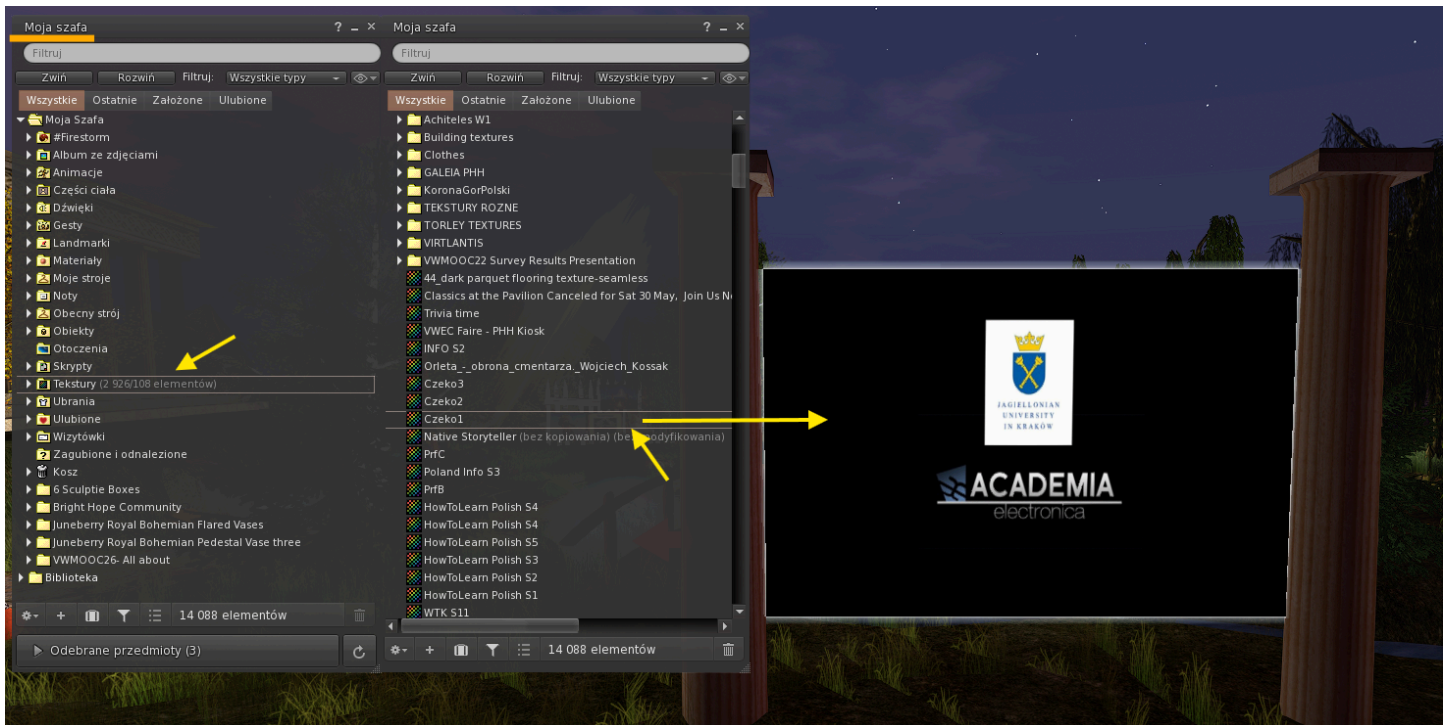 Moja szafa ? _ ×
Filtruj
Zwiń Rozwiń Filtruj: Wszystkie typy
Wszystkie Ostatnie Założone Ulubione
Moja Szafa
#Firestorm
Album ze zdjęciami
Animacje
Części ciała
Dźwięki
Gesty
Landmarki
Materiały
Moje stroje
Noty
Obecny strój
Obiekty
Otoczenia
Skrypty
Tekstury (2 926/108 elementów)
Ubrania
Ulubione
Wizytówki
Zagubione i odnalezione
Kosz
6 Sculptie Boxes
Bright Hope Community
Juneberry Royal Bohemian Flared Vases
Juneberry Royal Bohemian Pedestal Vase three
VWMOOC26- All about
Biblioteka
14 088 elementów
Odebrane przedmioty (3)
Moja szafa ? _ ×
Filtruj
Zwiń Rozwiń Filtruj: Wszystkie typy
Wszystkie Ostatnie Założone Ulubione
Achiteles W1
Building textures
Clothes
GALEIA PHH
KoronaGorPolski
TEKSTURY ROZNE
TORLEY TEXTURES
VIRTLANTIS
VWMOOC22 Survey Results Presentation
44_dark parquet flooring texture-seamless
Classics at the Pavilion Canceled for Sat 30 May, Join Us
Trivia time
VWEC Faire - PHH Kiosk
INFO S2
Orleta_-_obrona_cmentarza._Wojciech_Kossak
Czeko3
Czeko2
Czeko1
Native Storyteller (bez kopiowania)
PrfC
Poland Info S3
PrfB
HowToLearn Polish S4
HowToLearn Polish S4
HowToLearn Polish S5
HowToLearn Polish S3
HowToLearn Polish S2
HowToLearn Polish S1
WTK S11
14 088 elementów
JAGIELLONIAN
UNIVERSITY
IN KRAKÓW
ACADEMIA
electronica